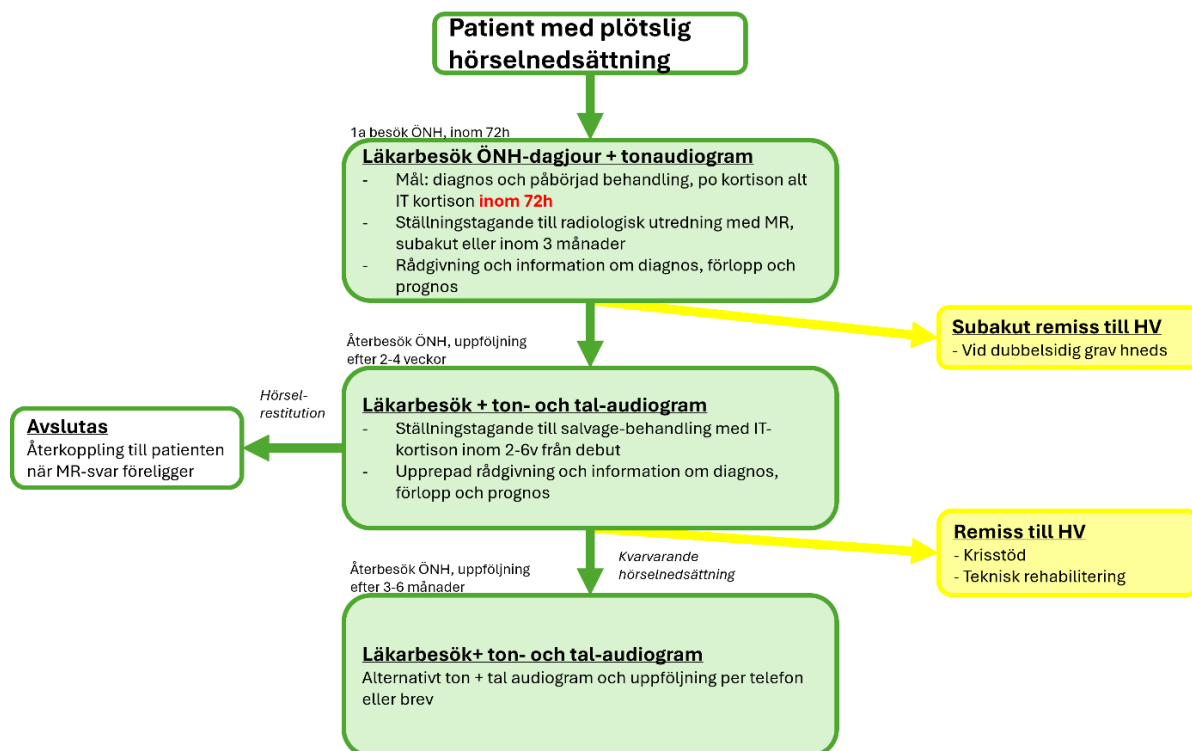 Patient med plötslig
hörselnedsättning
1a besök ÖNH, inom 72h
Läkarbesök ÖNH-dagjour + tonaudiogram
- Mål: diagnos och påbörjad behandling, po kortison alt
IT kortison inom 72h
- Ställningstagande till radiologisk utredning med MR,
subakut eller inom 3 månader
- Rådgivning och information om diagnos, förlopp och
prognos
Subakut remiss till HV
- Vid dubbelsidig grav hneds
Återbesök ÖNH, uppföljning
efter 2-4 veckor
Läkarbesök + ton- och tal-audiogram
- Ställningstagande till salvage-behandling med IT-
kortison inom 2-6v från debut
- Upprepad rådgivning och information om diagnos,
förlopp och prognos
Hörsel-
restitution
Avslutas
Återkoppling till patienten
när MR-svar föreligger
Remiss till HV
- Krisstöd
- Teknisk rehabilitering
Kvarvarande
hörselnedsättning
Återbesök ÖNH, uppföljning
efter 3-6 månader
Läkarbesök+ ton- och tal-audiogram
Alternativt ton + tal audiogram och uppföljning per telefon
eller brev